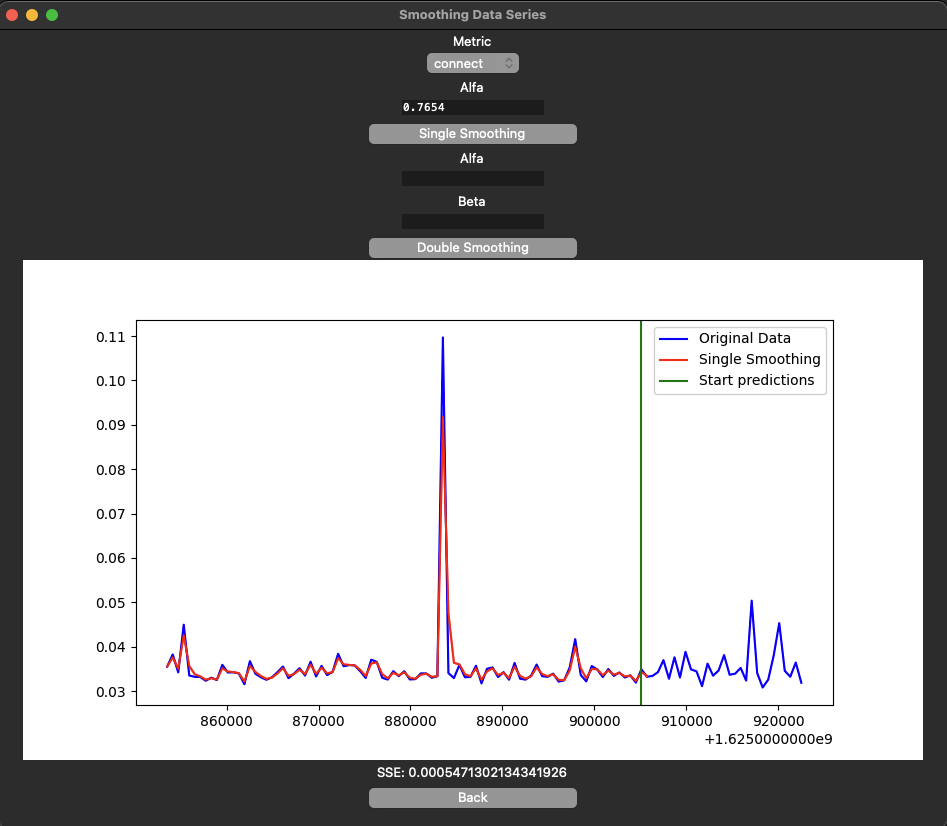 Smoothing Data Series
Metric
connect
Alfa
0.7654
Single Smoothing
Alfa
Beta
Double Smoothing
0.11
0.10
0.09
0.08
0.07
0.06
0.05
0.04
0.03
Original Data
Single Smoothing
Start predictions
860000 870000 880000 890000 900000 910000 920000
+1.6250000000e9
SSE: 0.0005471302134341926
Back